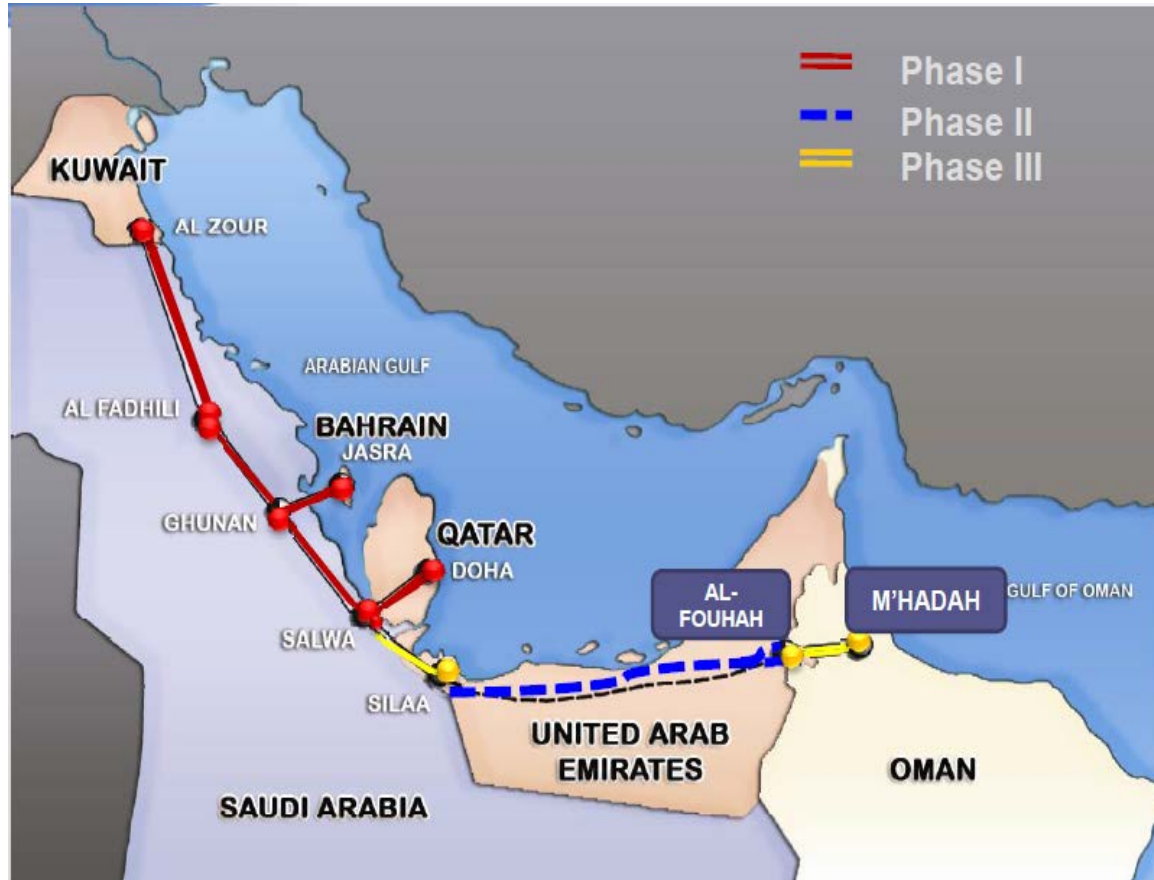 Phase I
Phase II
Phase III
KUWAIT
AL ZOUR
ARABIAN GULF
AL FADHILI
BAHRAIN
JASRA
GHUNAN
QATAR
DOHA
AL-
FOUHAH
M'HADAH
GULF OF OMAN
SALWA
SILAA
UNITED ARAB
EMIRATES
OMAN
SAUDI ARABIA